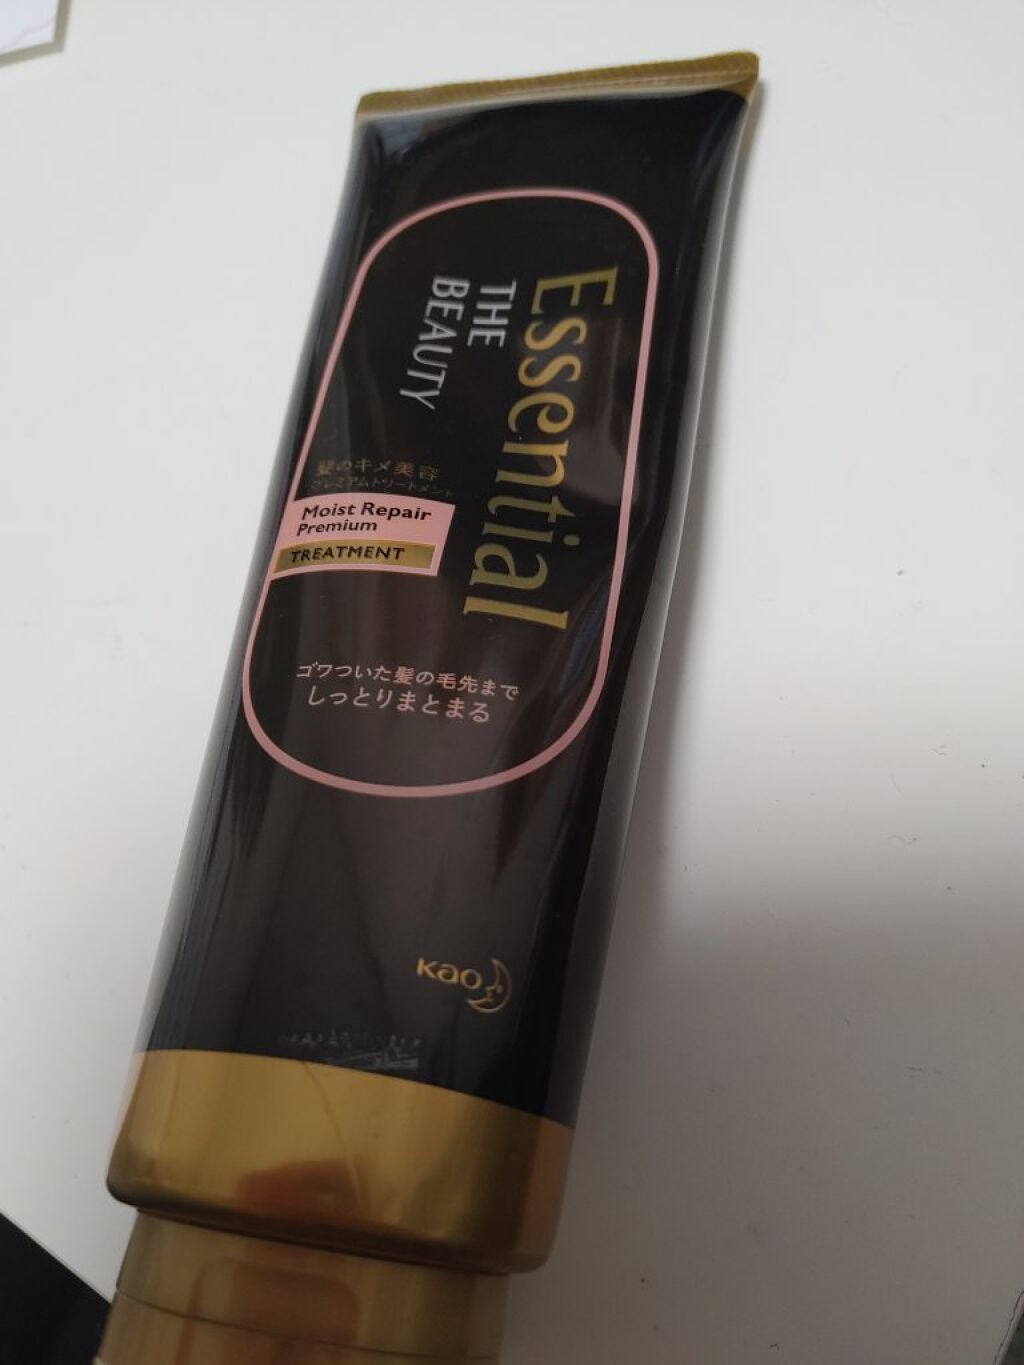 Essential
THE
BEAUTY
髪のキメ美容
プレミアムトリートメント
Moist Repair
Premium
TREATMENT
ゴワついた髪の毛先まで
しっとりまとまる
Kao